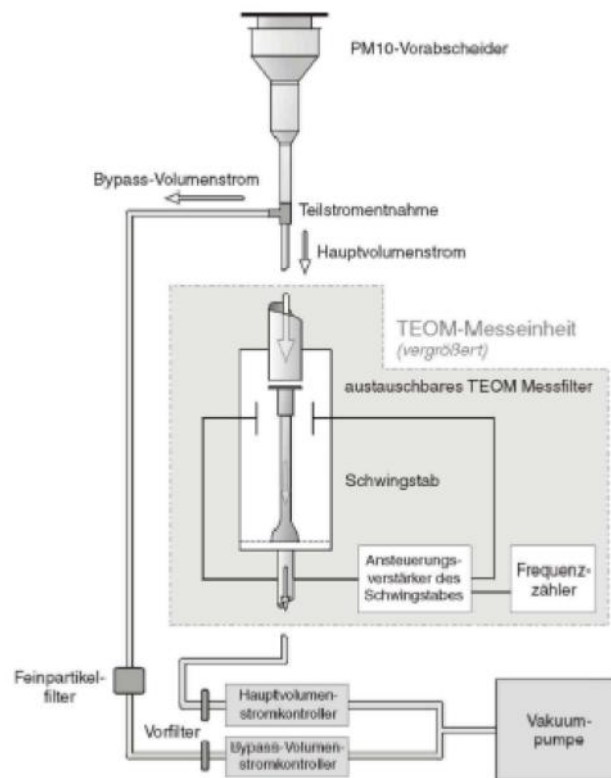 PM10-Vorabscheider
Bypass-Volumenstrom
Teilstromentnahme
Hauptvolumenstrom
TEOM-Messeinheit
(vergrößert)
austauschbares TEOM Messfilter
Schwingstab
Ansteuerungs-
verstärker des
Schwingstabes
Frequenz-
zähler
Feinpartikel-
filter
Vorfilter
Hauptvolumen-
stromkontroller
Bypass-Volumen-
stromkontroller
Vakuum-
pumpe